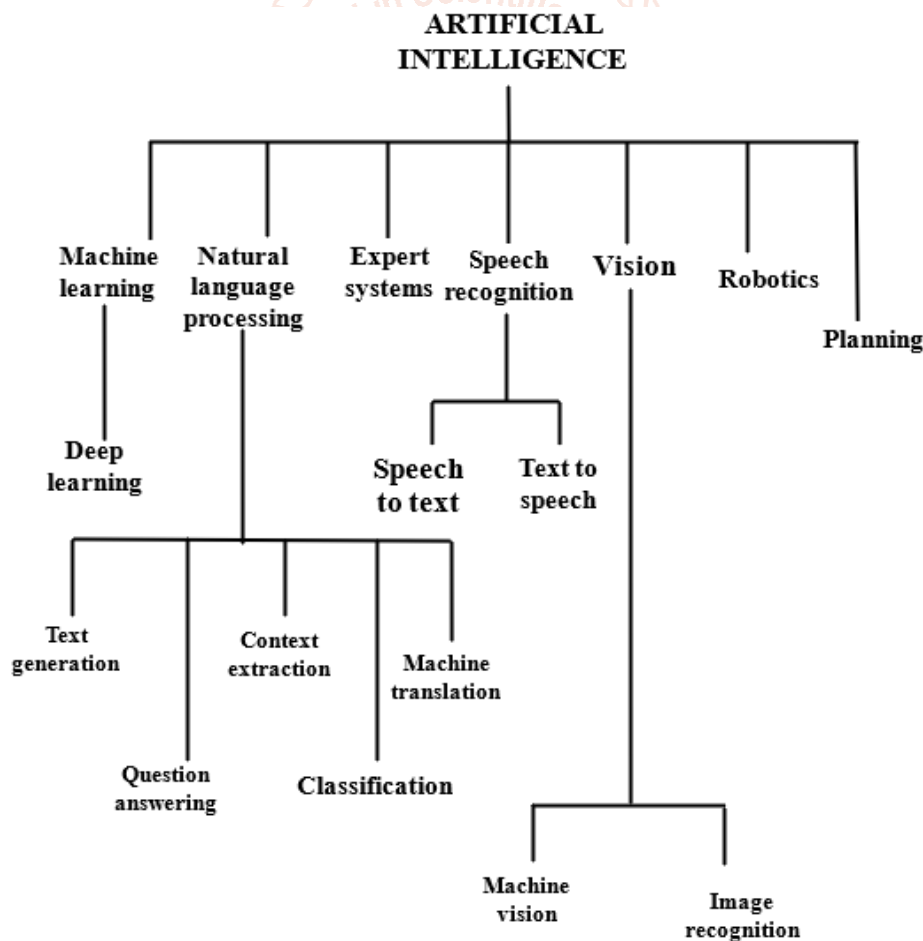 ARTIFICIAL
INTELLIGENCE
Machine
learning
Natural
language
processing
Expert
systems
Speech
recognition
Vision
Robotics
Planning
Deep
learning
Speech
to text
Text to
speech
Text
generation
Question
answering
Context
extraction
Classification
Machine
translation
Machine
vision
Image
recognition